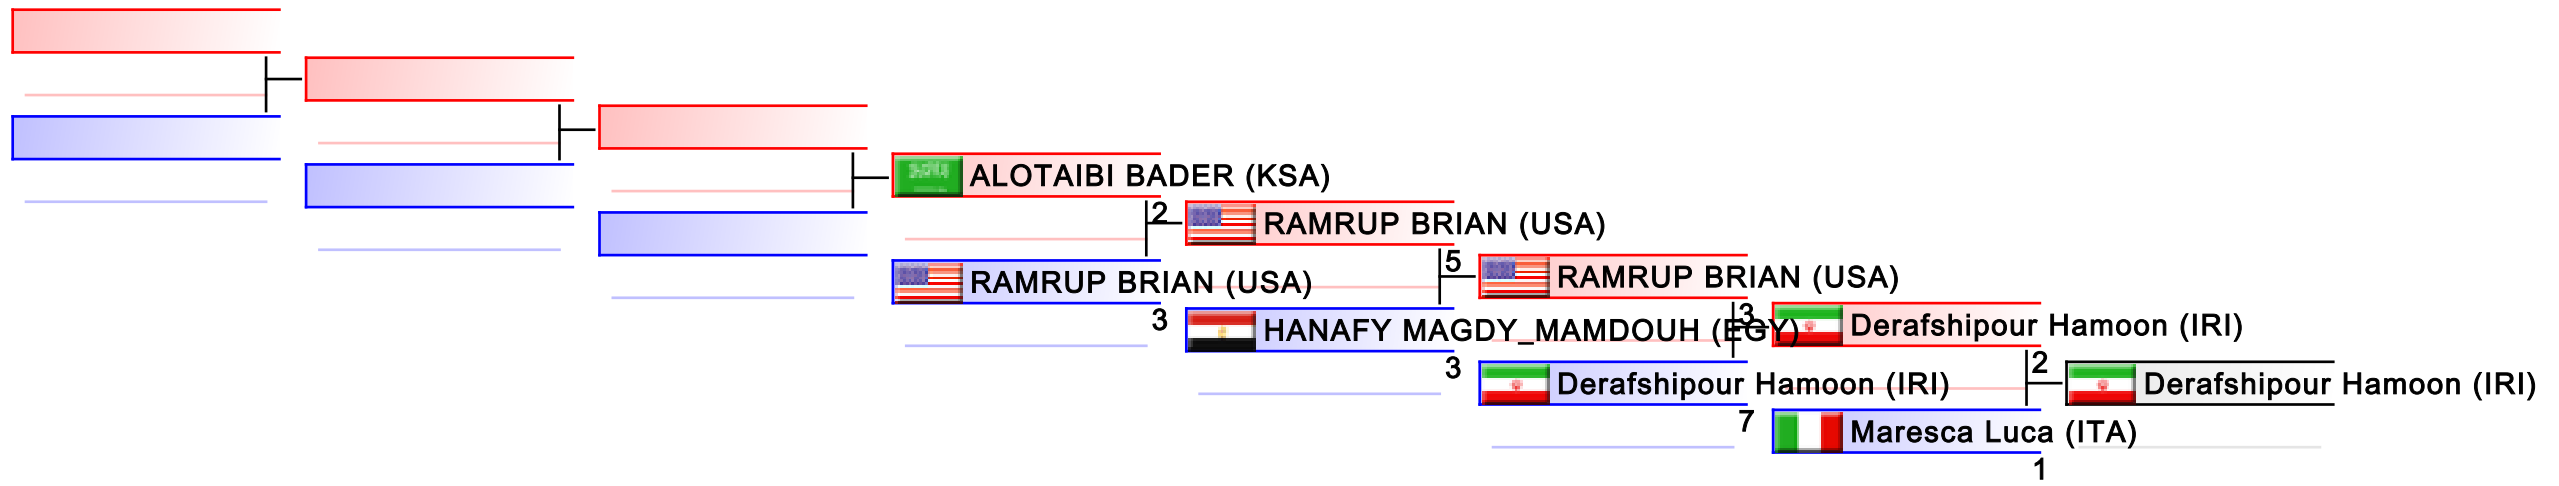 ALOTAIBI BADER (KSA)
2
RAMRUP BRIAN (USA)
RAMRUP BRIAN (USA)
3
5
RAMRUP BRIAN (USA)
HANAFY MAGDY_MAMDOUH (EGY)
3
3
Derafshipour Hamoon (IRI)
Derafshipour Hamoon (IRI)
7
2
Derafshipour Hamoon (IRI)
Maresca Luca (ITA)
1